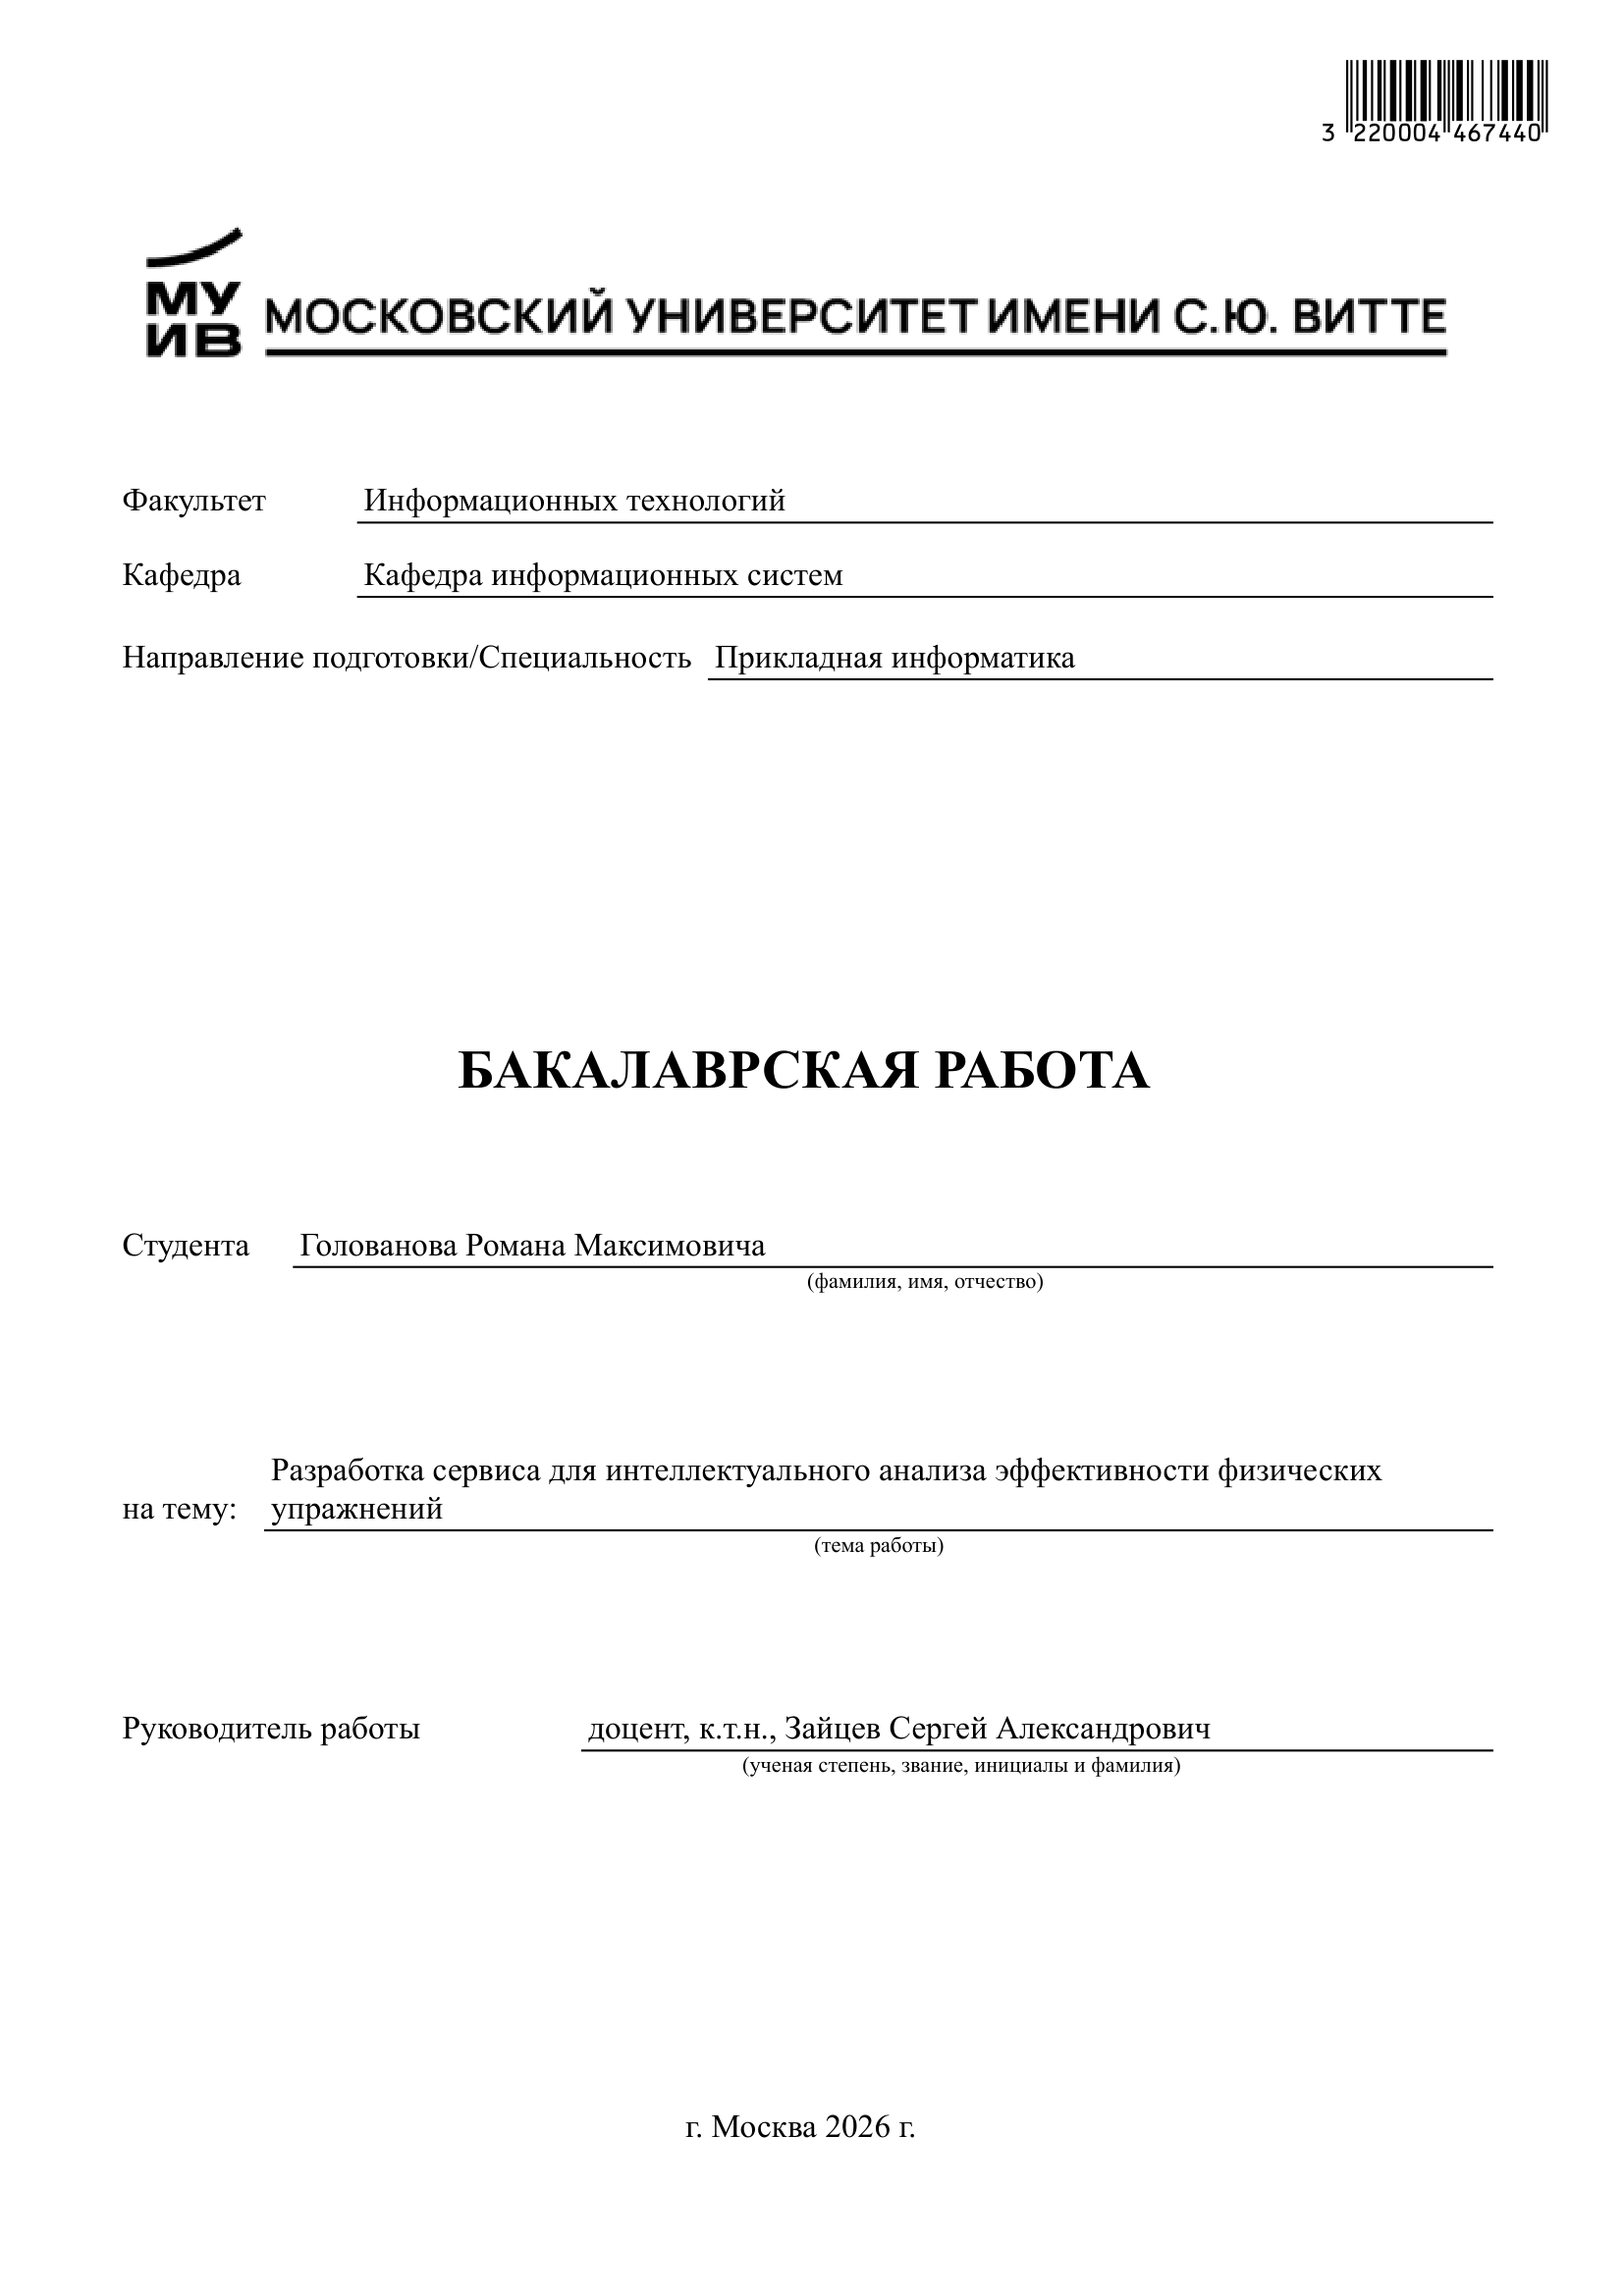 3 220004 467440
МУ
ИВ
МОСКОВСКИЙ УНИВЕРСИТЕТ ИМЕНИ С.Ю. ВИТТЕ
Факультет Информационных технологий
Кафедра Кафедра информационных систем
Направление подготовки/Специальность Прикладная информатика
БАКАЛАВРСКАЯ РАБОТА
Студента Голованова Романа Максимовича
(фамилия, имя, отчество)
Разработка сервиса для интеллектуального анализа эффективности физических
на тему: упражнений
(тема работы)
Руководитель работы доцент, к.т.н., Зайцев Сергей Александрович
(ученая степень, звание, инициалы и фамилия)
г. Москва 2026 г.